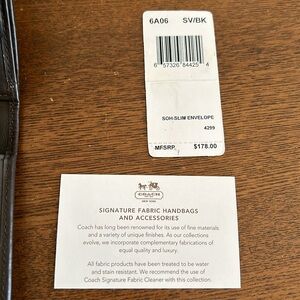 6A06 SV/BK
6 57320 84425 4
SOH-SLIM ENVELOPE
4299
MFSRP. $178.00
COACH
NEW YORK
SIGNATURE FABRIC HANDBAGS
AND ACCESSORIES
Coach has long been renowned for its use of fine materials
and a variety of unique finishes. As our collections
evolve, we incorporate complementary fabrications of
equal quality and luxury.
All fabric products have been treated to be water
and stain resistant. We recommend the use of
Coach Signature Fabric Cleaner with this collection.